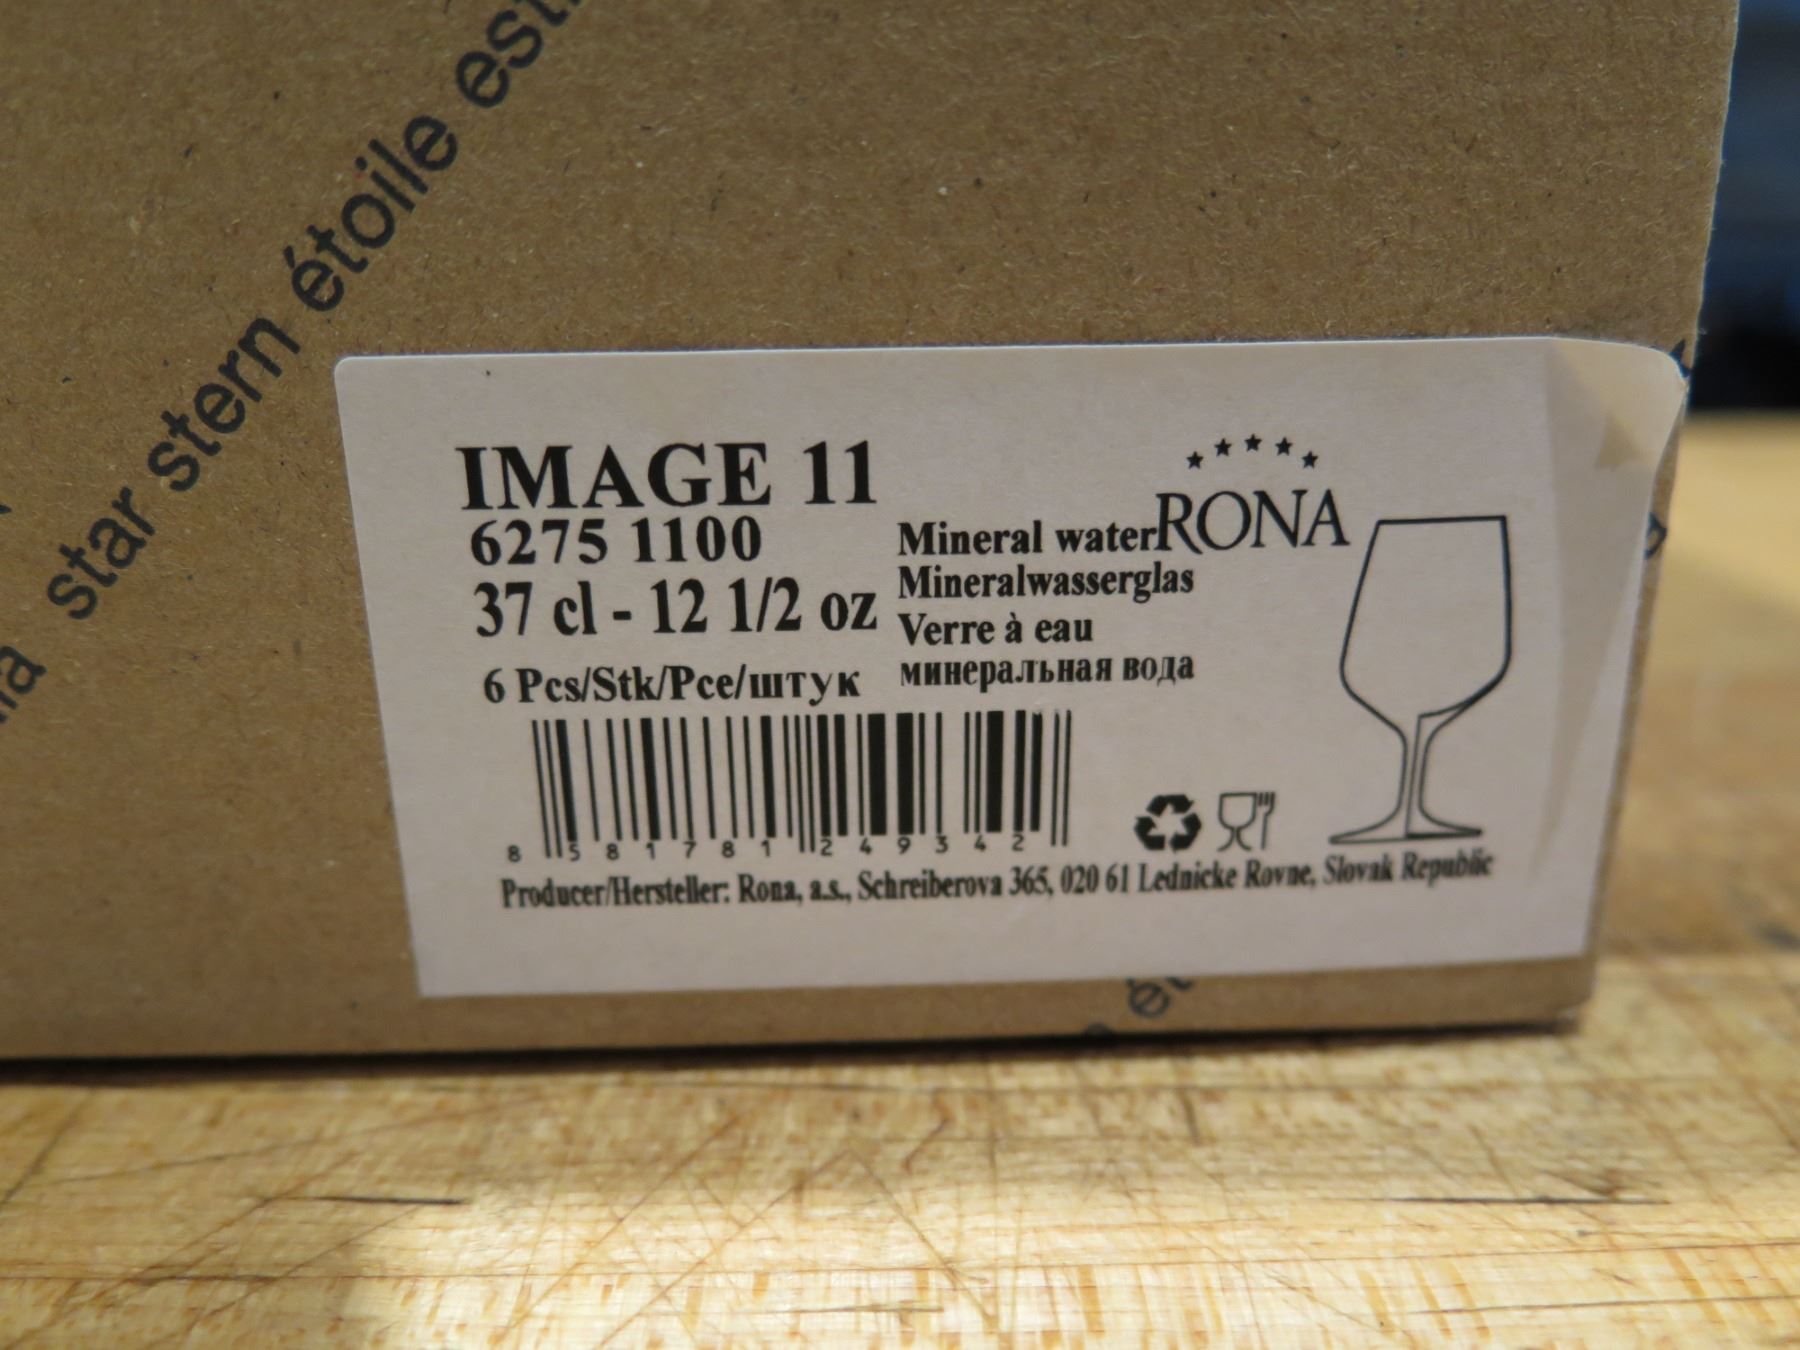 star stern étoile
IMAGE 11
6275 1100
37 cl - 12 1/2 oz
6 Pcs/Stk/Pce/штук
Mineral water
Mineralwasserglas
Verre à eau
минеральная вода
RONA
8 581781 249342
Producer/Hersteller: Rona, a.s., Schreiberova 365, 020 61 Lednicke Rovne, Slovak Republic